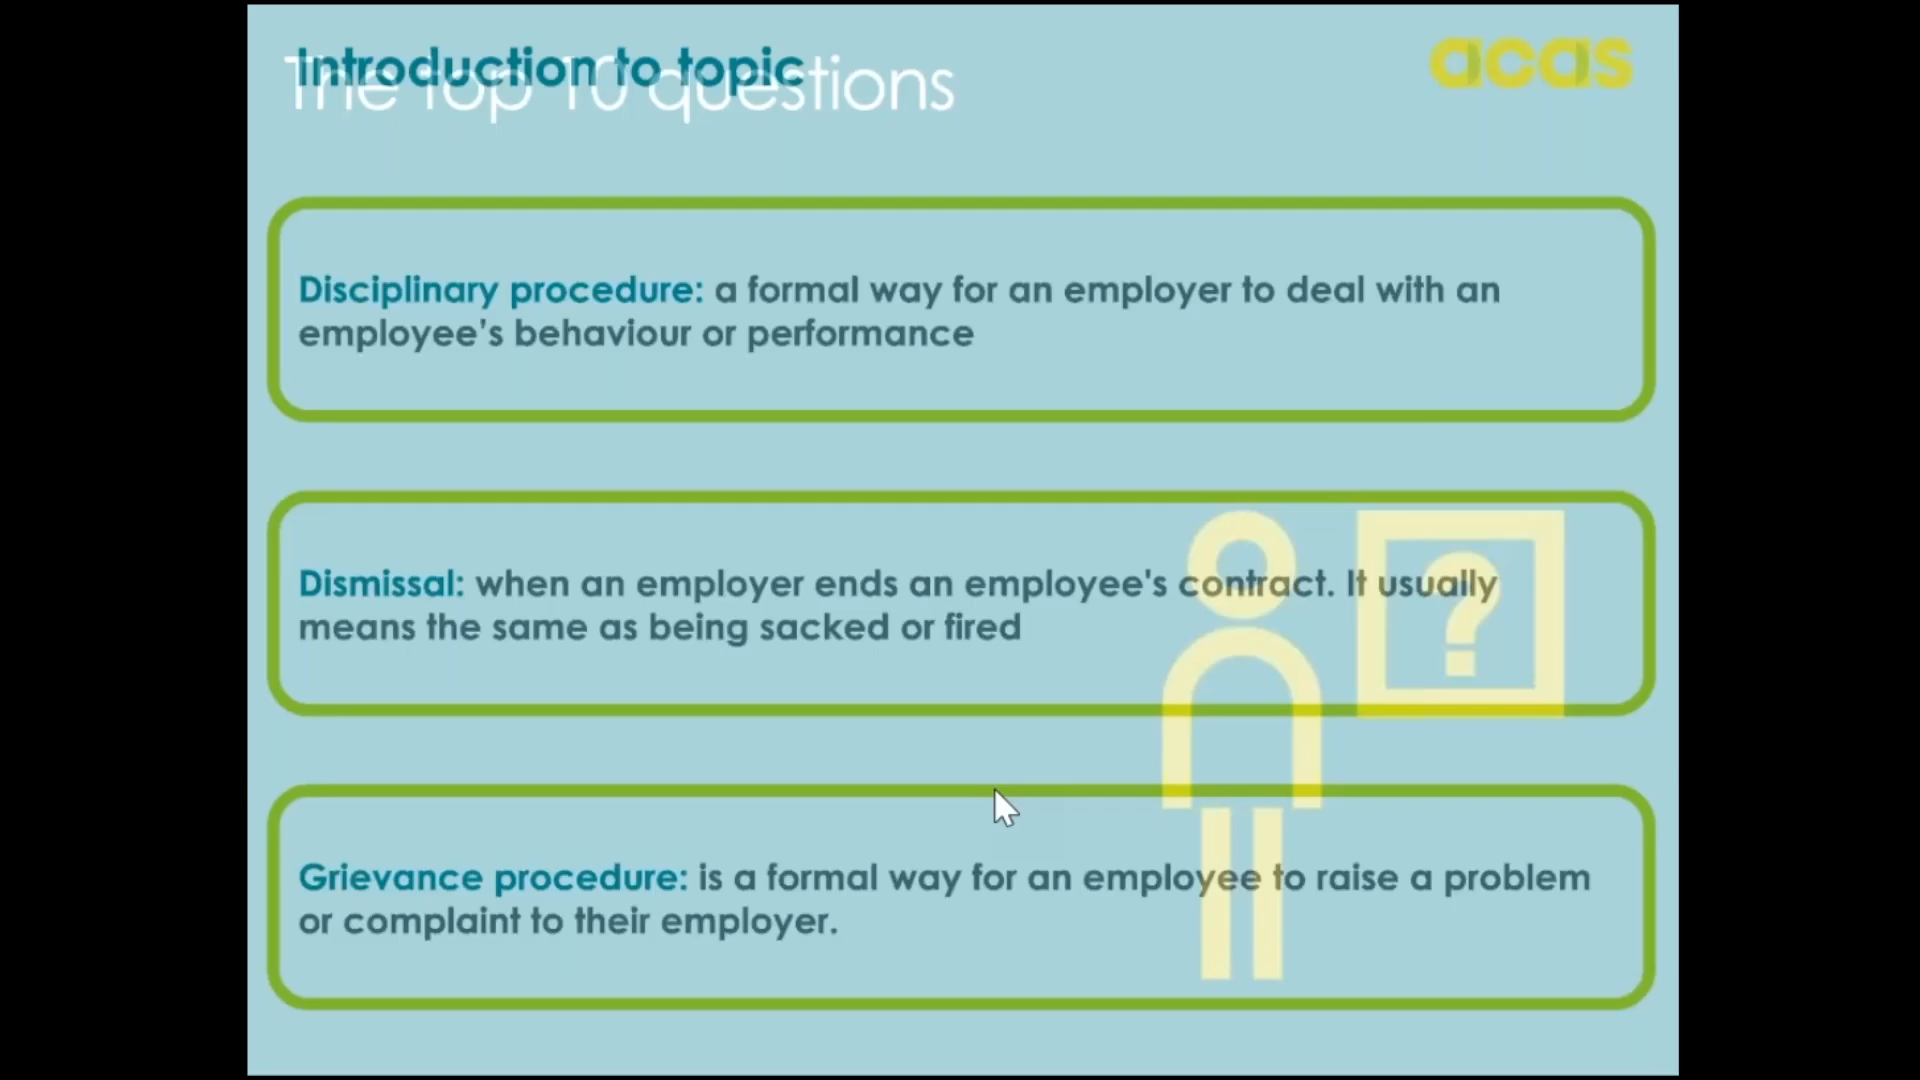 Introduction to topic
The top 10 questions
acas
Disciplinary procedure: a formal way for an employer to deal with an
employee’s behaviour or performance
Dismissal: when an employer ends an employee's contract. It usually
means the same as being sacked or fired
?
Grievance procedure: is a formal way for an employee to raise a problem
or complaint to their employer.